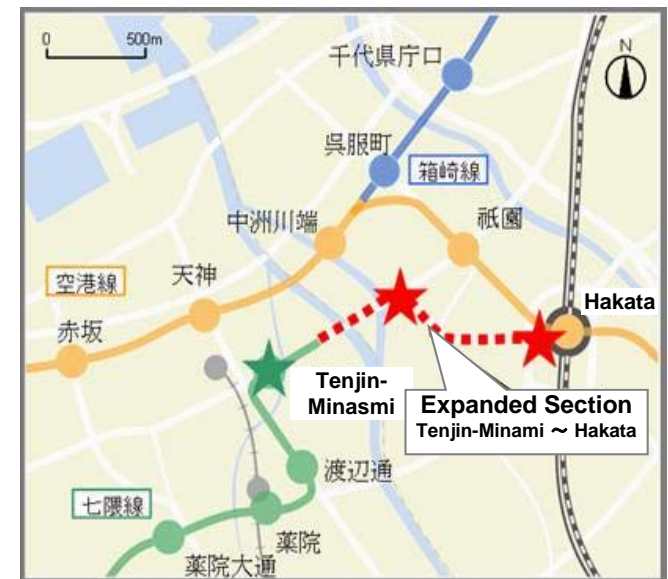 0 500m
N
千代県庁口
呉服町
箱崎線
中洲川端
祇園
天神
空港線
赤坂
Hakata
Tenjin-
Minasmi
Expanded Section
Tenjin-Minami ～ Hakata
渡辺通
七隈線
薬院
薬院大通